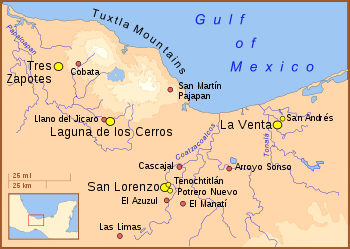 Gulf
of
Mexico
Tuxtla Mountains
Papaloapan
Tres
Zapotes
Cobata
San Martín
Pajapan
Llano del Jicaro
Laguna de los Cerros
La Venta
San Andrés
Coatzacoalcos
Tonalá
Cascajal
Arroyo Sonso
San Lorenzo
Tenochtitlán
Potrero Nuevo
El Azuzul
El Manatí
Las Limas
25 mi
25 km